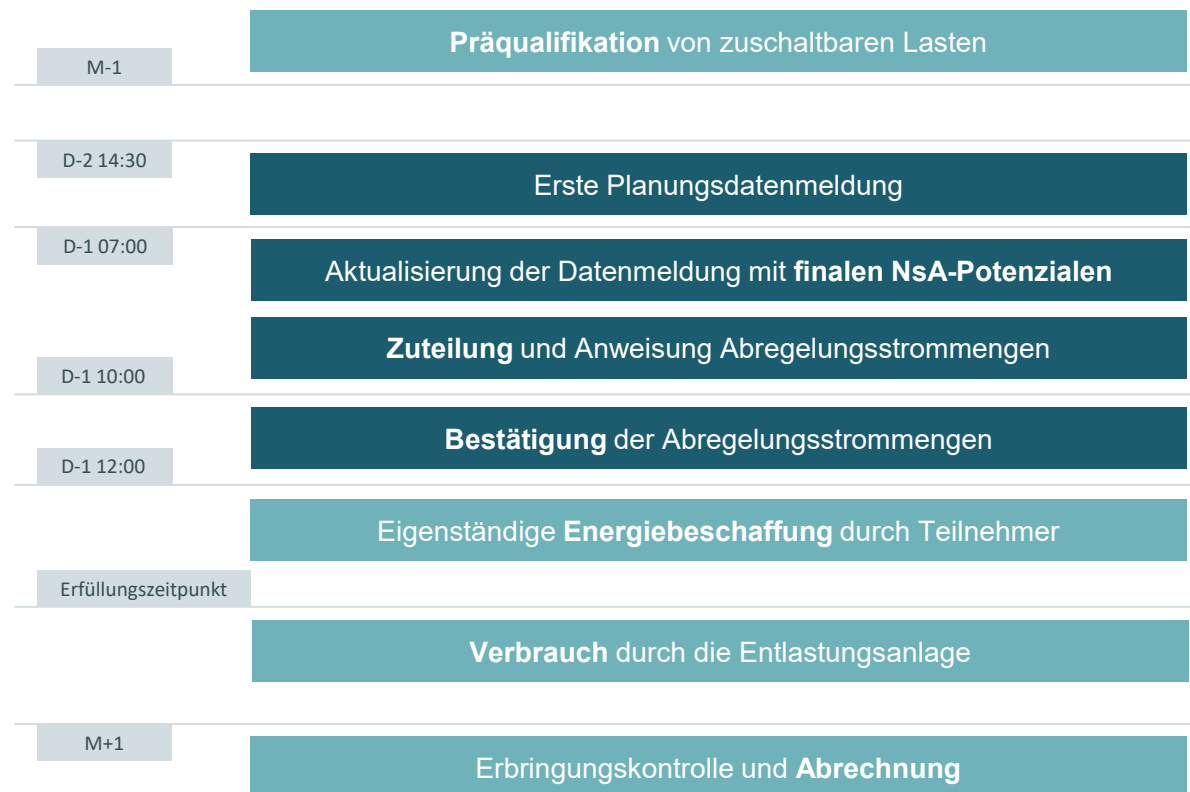 Präqualifikation von zuschaltbaren Lasten
M-1
D-2 14:30
Erste Planungsdatenmeldung
D-1 07:00
Aktualisierung der Datenmeldung mit finalen NsA-Potenzialen
Zuteilung und Anweisung Abregelungsstrommengen
D-1 10:00
Bestätigung der Abregelungsstrommengen
D-1 12:00
Eigenständige Energiebeschaffung durch Teilnehmer
Erfüllungszeitpunkt
Verbrauch durch die Entlastungsanlage
M+1
Erbringungskontrolle und Abrechnung